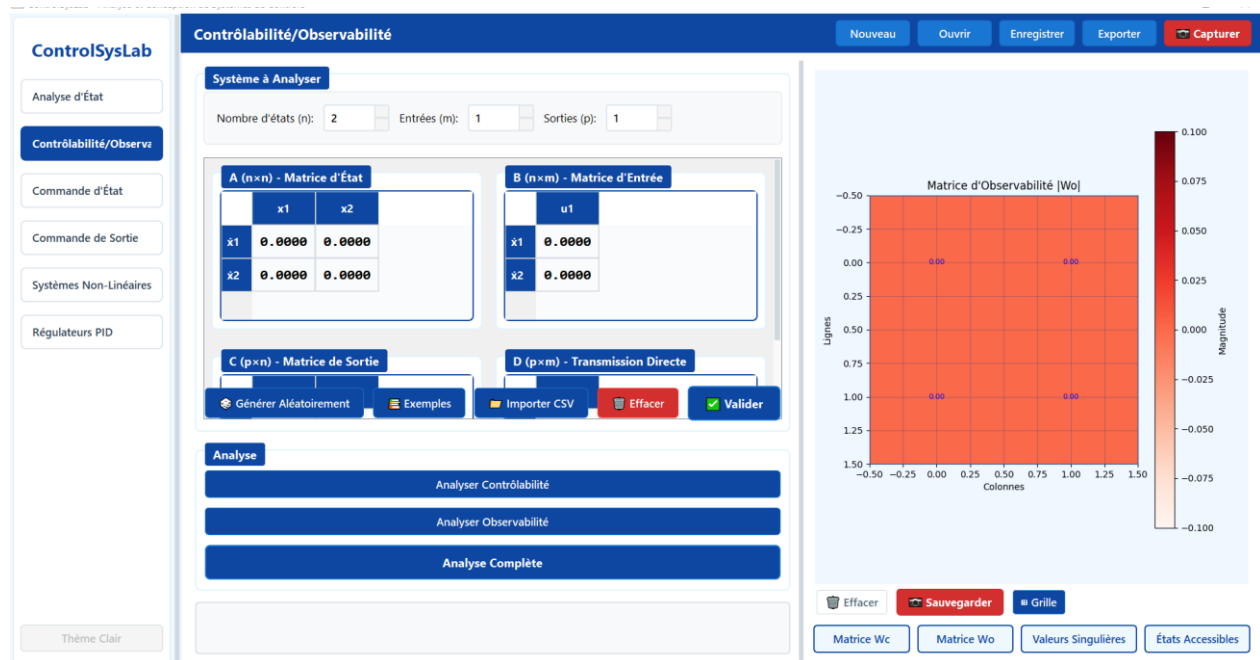 ControlSysLab
Analyse d'État
Contrôlabilité/Observa
Commande d'État
Commande de Sortie
Systèmes Non-Linéaires
Régulateurs PID
Thème Clair
Contrôlabilité/Observabilité
Nouveau
Ouvrir
Enregistrer
Exporter
Capturer
Système à Analyser
Nombre d'états (n): 2 Entrées (m): 1 Sorties (p): 1
A (n×n) - Matrice d'État
x1 x2
ẋ1 0.0000 0.0000
ẋ2 0.0000 0.0000
B (n×m) - Matrice d'Entrée
u1
ẋ1 0.0000
ẋ2 0.0000
C (p×n) - Matrice de Sortie
D (p×m) - Transmission Directe
Générer Aléatoirement
Exemples
Importer CSV
Effacer
Valider
Analyse
Analyser Contrôlabilité
Analyser Observabilité
Analyse Complète
Matrice d'Observabilité |Wo|
−0.50
−0.25
0.00
0.25
0.50
0.75
1.00
1.25
1.50
Lignes
0.00 0.00
0.00 0.00
−0.50 −0.25 0.00 0.25 0.50 0.75 1.00 1.25 1.50
Colonnes
0.100
0.075
0.050
0.025
0.000
−0.025
−0.050
−0.075
−0.100
Magnitude
Effacer
Sauvegarder
Grille
Matrice Wc
Matrice Wo
Valeurs Singulières
États Accessibles